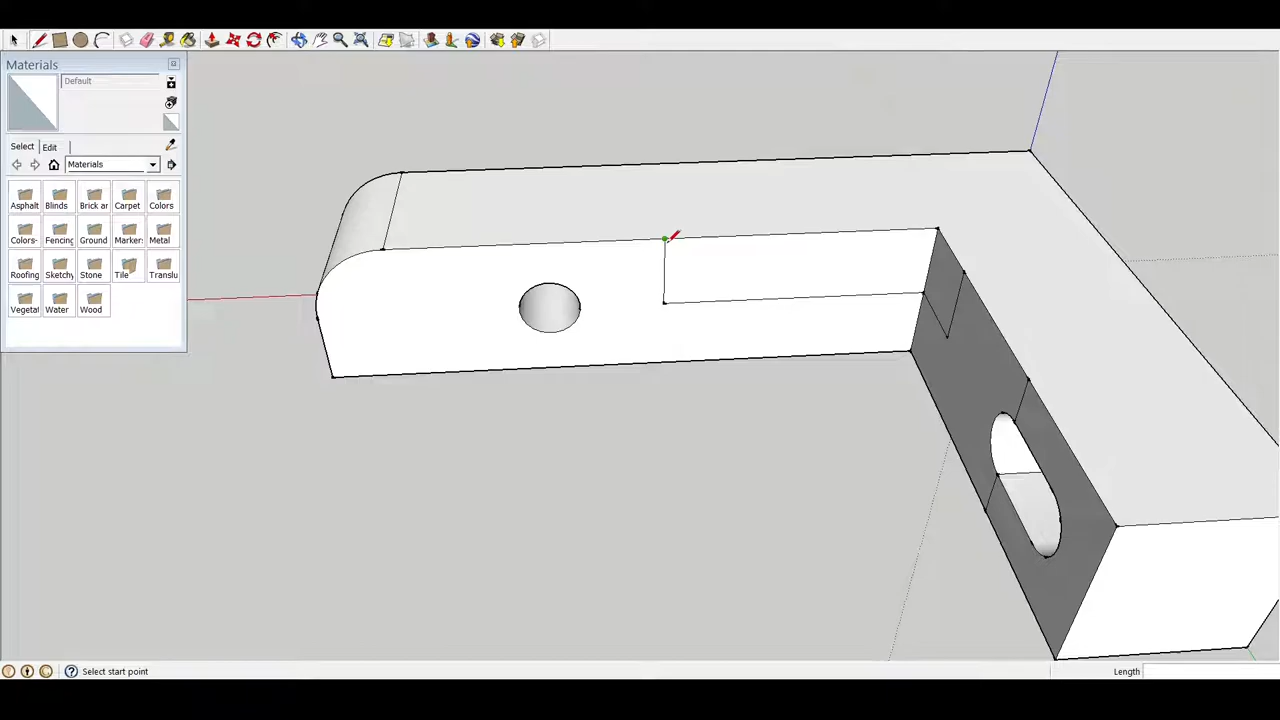 Materials
Default
Select Edit
Materials
Asphalt Blinds Brick ar Carpet Colors
Colors- Fencing Ground Markers Metal
Roofing Sketchy Stone Tile Translu
Vegetat Water Wood
Select start point
Length